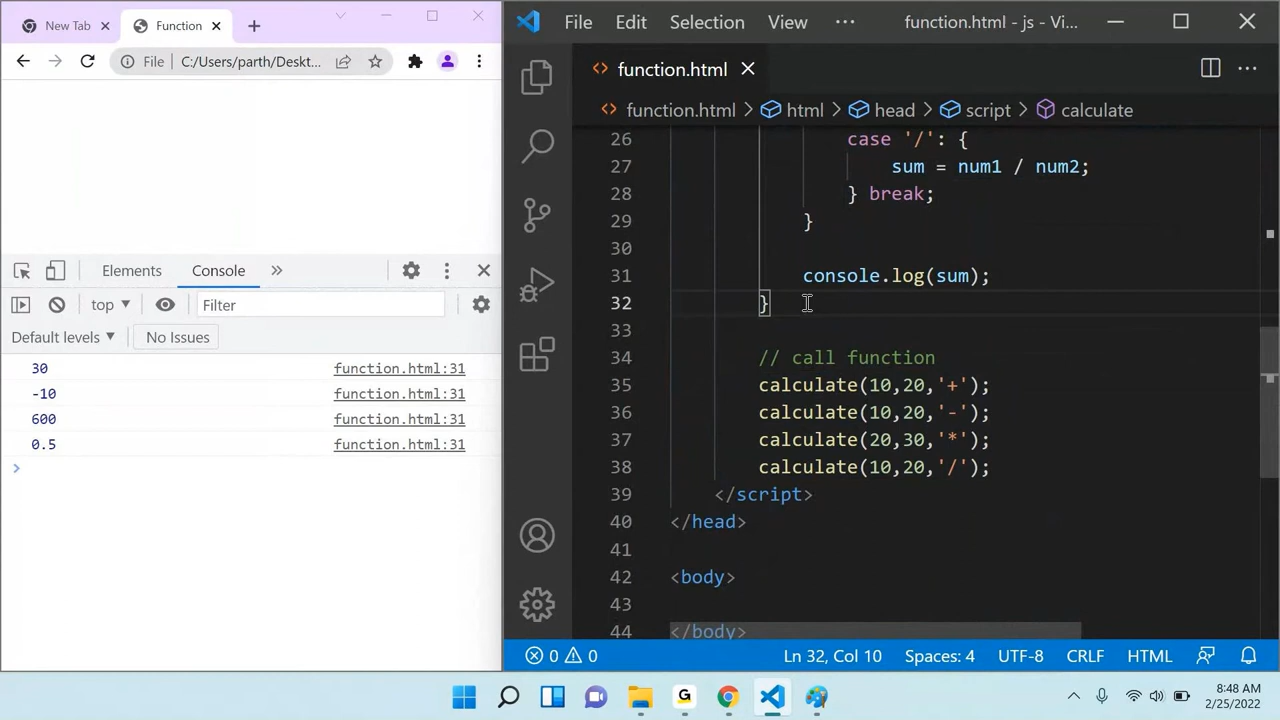 New Tab
Function
File C:/Users/parth/Deskt...
Elements Console
top Filter
Default levels No Issues
30 function.html:31
-10 function.html:31
600 function.html:31
0.5 function.html:31
>
File Edit Selection View ··· function.html - js - Vi...
function.html
function.html > html > head > script > calculate
26 case '/': {
27 sum = num1 / num2;
28 } break;
29 }
30
31 console.log(sum);
32 }
33
34 // call function
35 calculate(10,20,'+');
36 calculate(10,20,'-');
37 calculate(20,30,'*');
38 calculate(10,20,'/');
39 </script>
40 </head>
41
42 <body>
43
44 </body>
0 0 Ln 32, Col 10 Spaces: 4 UTF-8 CRLF HTML
G
8:48 AM
2/25/2022